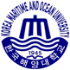 KOREA MARITIME AND OCEAN UNIVERSITY
1945
한국해양대학교